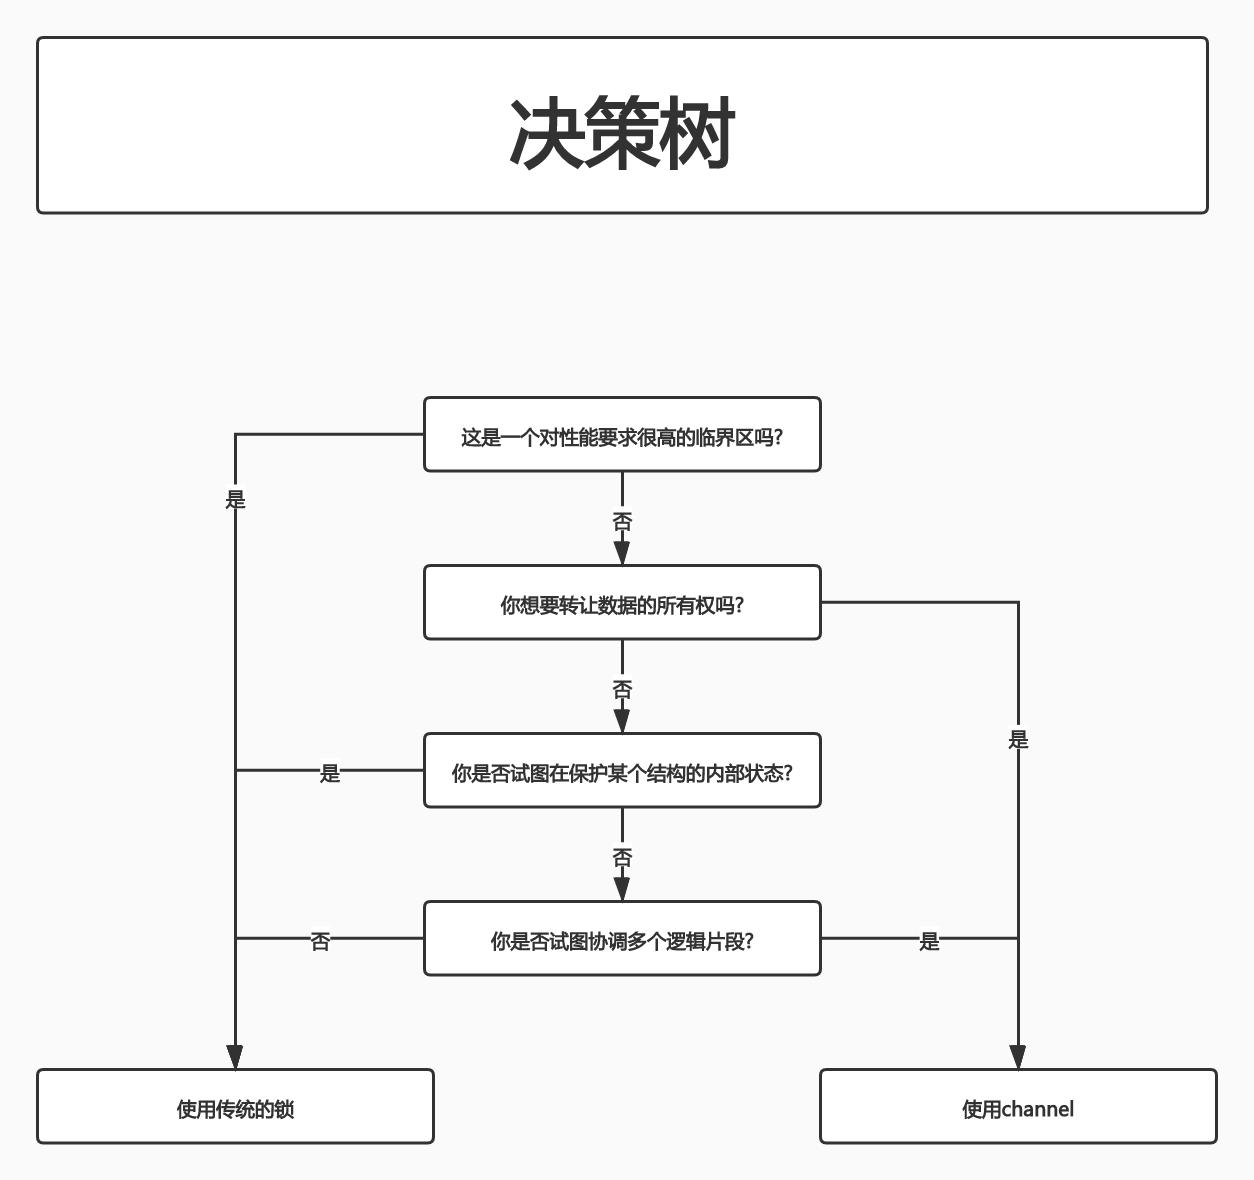 决策树
这是一个对性能要求很高的临界区吗?
是
否
你想要转让数据的所有权吗?
否
是
你是否试图在保护某个结构的内部状态?
是
否
你是否试图协调多个逻辑片段?
否
是
使用传统的锁
使用channel